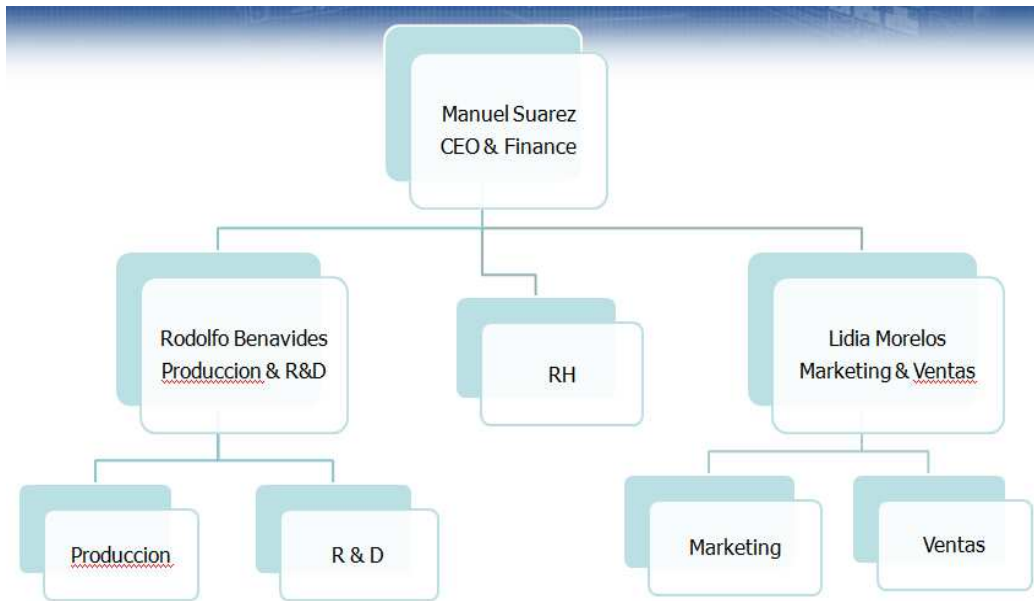 Manuel Suarez
CEO & Finance
Rodolfo Benavides
Produccion & R&D
RH
Lidia Morelos
Marketing & Ventas
Produccion
R & D
Marketing
Ventas